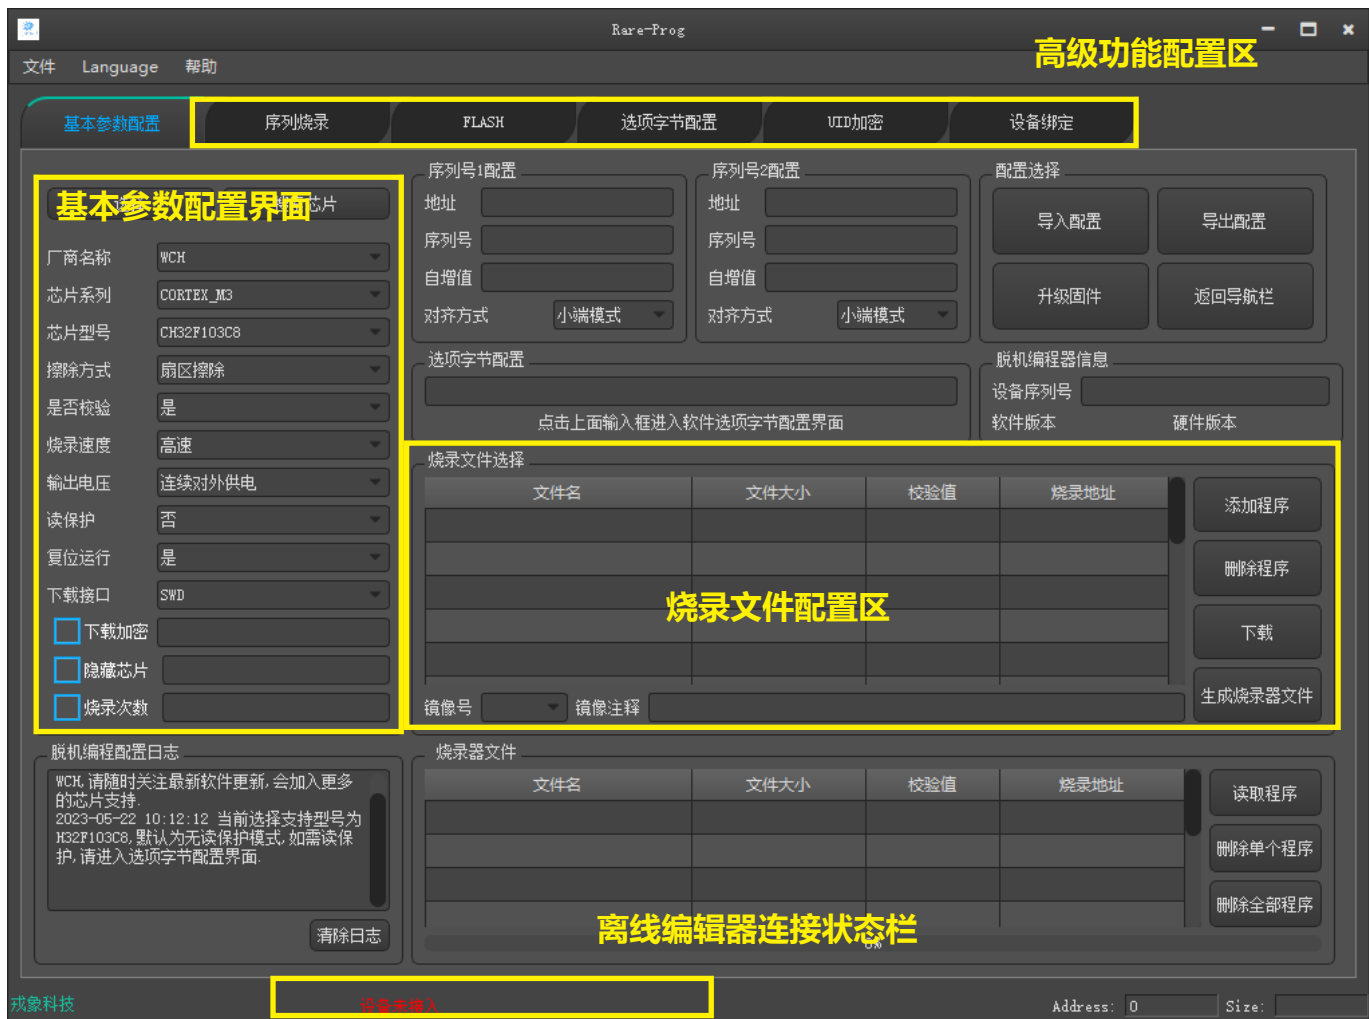 Rare-Prog
高级功能配置区
文件 Language 帮助
基本参数配置 序列烧录 FLASH 选项字节配置 UID加密 设备绑定
基本参数配置界面
芯片
厂商名称 WCH
芯片系列 CORTEX_M3
芯片型号 CH32F103C8
擦除方式 扇区擦除
是否校验 是
烧录速度 高速
输出电压 连续对外供电
读保护 否
复位运行 是
下载接口 SWD
下载加密
隐藏芯片
烧录次数
序列号1配置
地址
序列号
自增值
对齐方式 小端模式
序列号2配置
地址
序列号
自增值
对齐方式 小端模式
配置选择
导入配置 导出配置
升级固件 返回导航栏
选项字节配置
点击上面输入框进入软件选项字节配置界面
脱机编程器信息
设备序列号
软件版本 硬件版本
烧录文件选择
文件名 文件大小 校验值 烧录地址
添加程序
删除程序
下载
生成烧录器文件
烧录文件配置区
镜像号 镜像注释
脱机编程配置日志
WCH,请随时关注最新软件更新,会加入更多
的芯片支持.
2023-05-22 10:12:12 当前选择支持型号为
H32F103C8,默认为无读保护模式,如需读保
护,请进入选项字节配置界面.
清除日志
烧录器文件
文件名 文件大小 校验值 烧录地址
读取程序
删除单个程序
删除全部程序
离线编辑器连接状态栏
0%
戎象科技 设备未接入 Address: 0 Size: